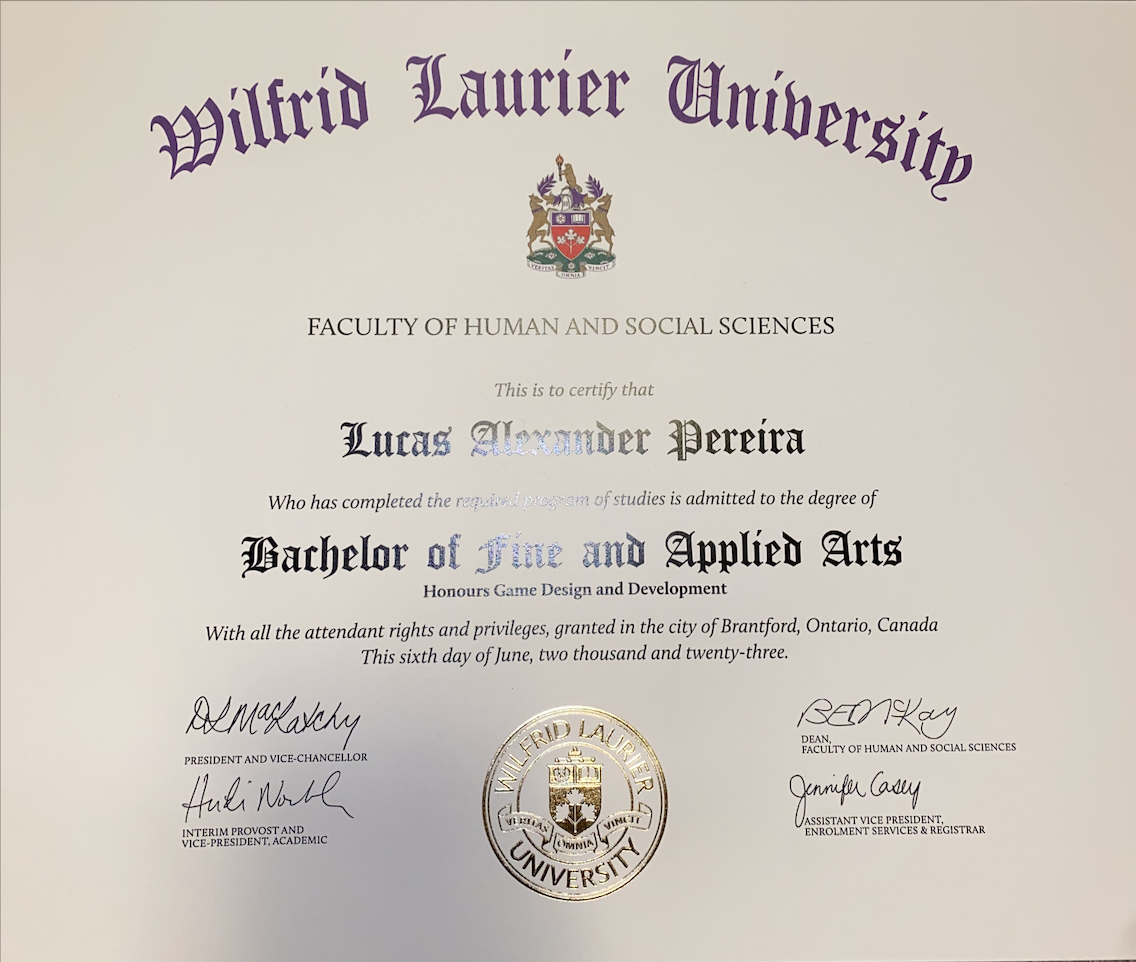 Wilfrid Laurier University
VERITAS OMNIA VINCIT
FACULTY OF HUMAN AND SOCIAL SCIENCES
This is to certify that
Lucas Alexander Pereira
Who has completed the required program of studies is admitted to the degree of
Bachelor of Fine and Applied Arts
Honours Game Design and Development
With all the attendant rights and privileges, granted in the city of Brantford, Ontario, Canada
This sixth day of June, two thousand and twenty-three.
DLMacLatchy
PRESIDENT AND VICE-CHANCELLOR
Heidi
INTERIM PROVOST AND
VICE-PRESIDENT, ACADEMIC
WILFRID LAURIER
VERITAS OMNIA VINCIT
UNIVERSITY
BEMcKay
DEAN,
FACULTY OF HUMAN AND SOCIAL SCIENCES
Jennifer Casey
ASSISTANT VICE PRESIDENT,
ENROLMENT SERVICES & REGISTRAR